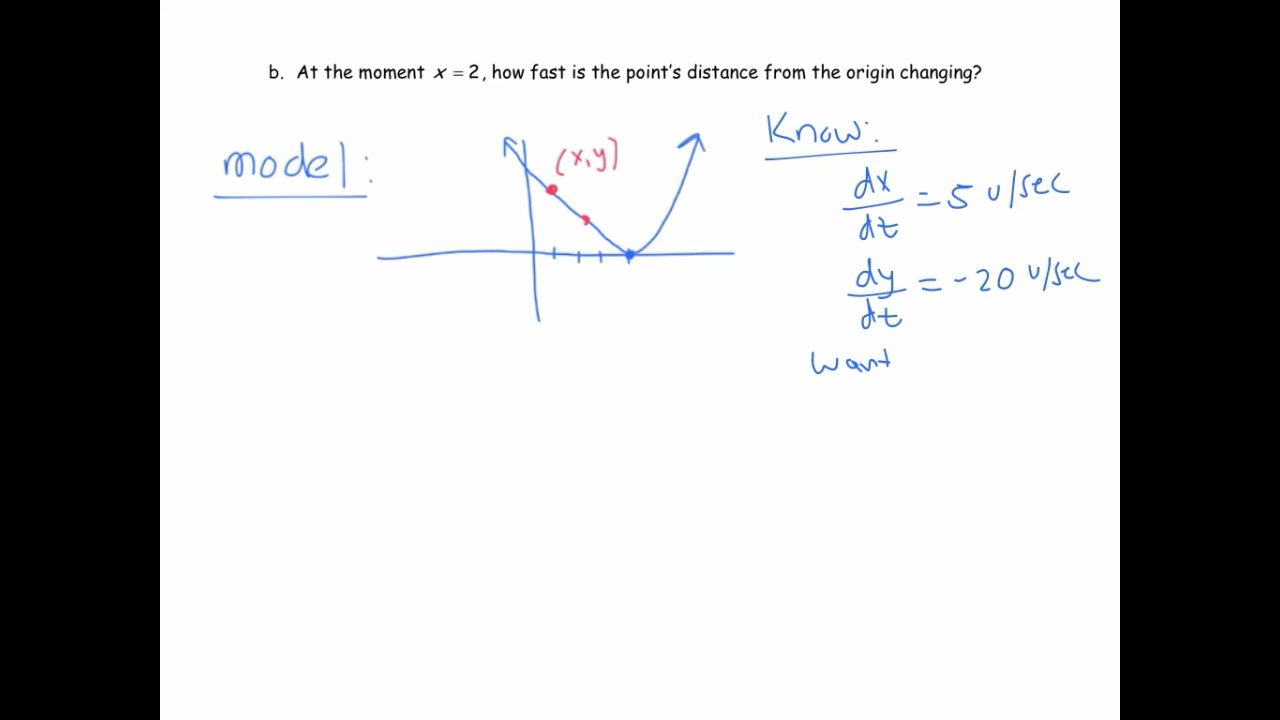 b. At the moment x = 2, how fast is the point's distance from the origin changing?
model:
(x,y)
Know:
dx/dt = 5 u/sec
dy/dt = -20 u/sec
Want